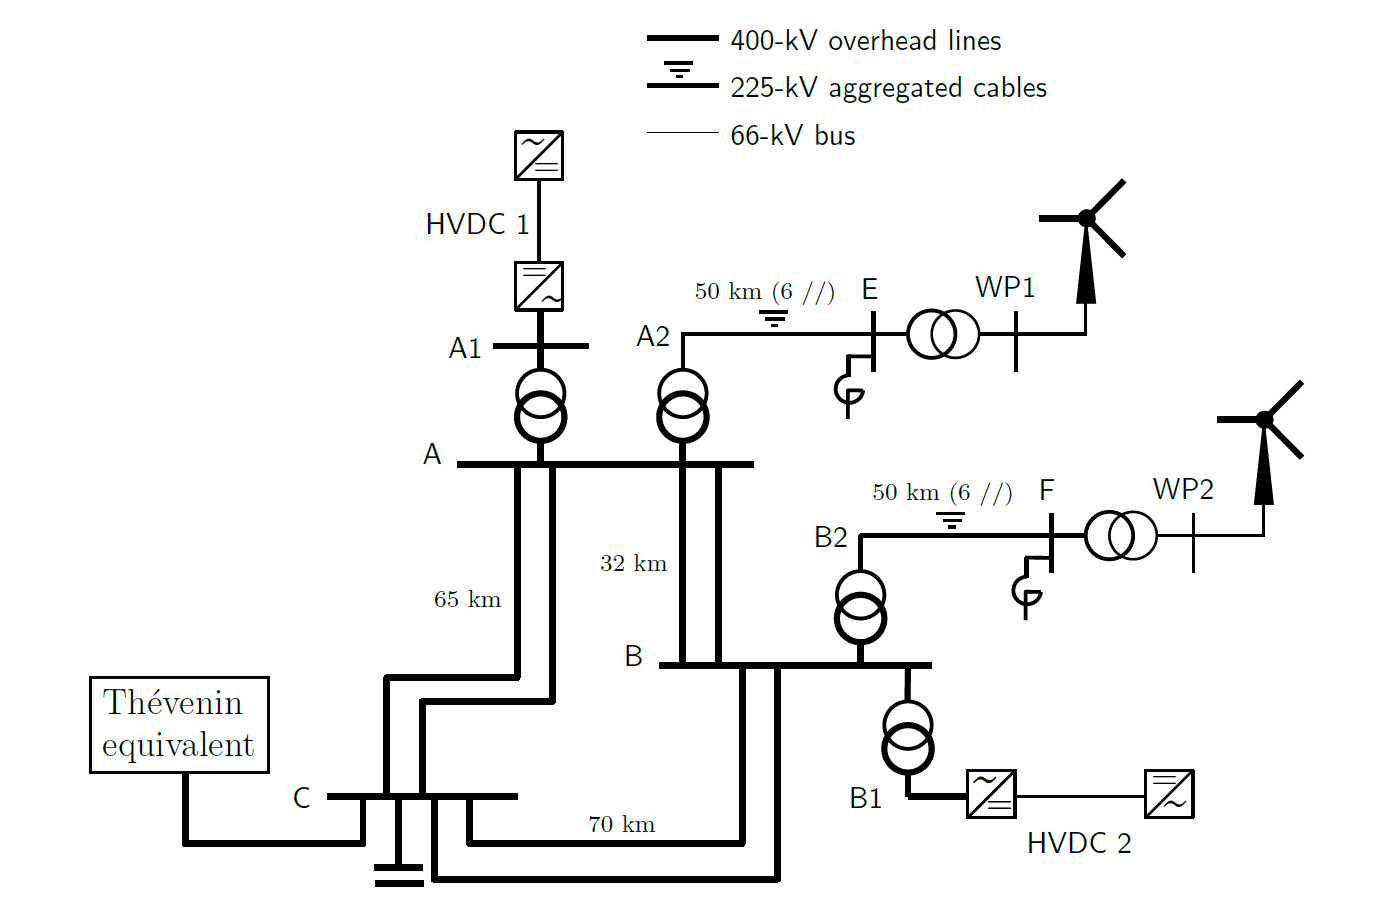 400-kV overhead lines
225-kV aggregated cables
66-kV bus
HVDC 1
50 km (6 //)
E
WP1
A1
A2
A
50 km (6 //)
F
WP2
B2
32 km
65 km
B
Thévenin
equivalent
C
70 km
B1
HVDC 2